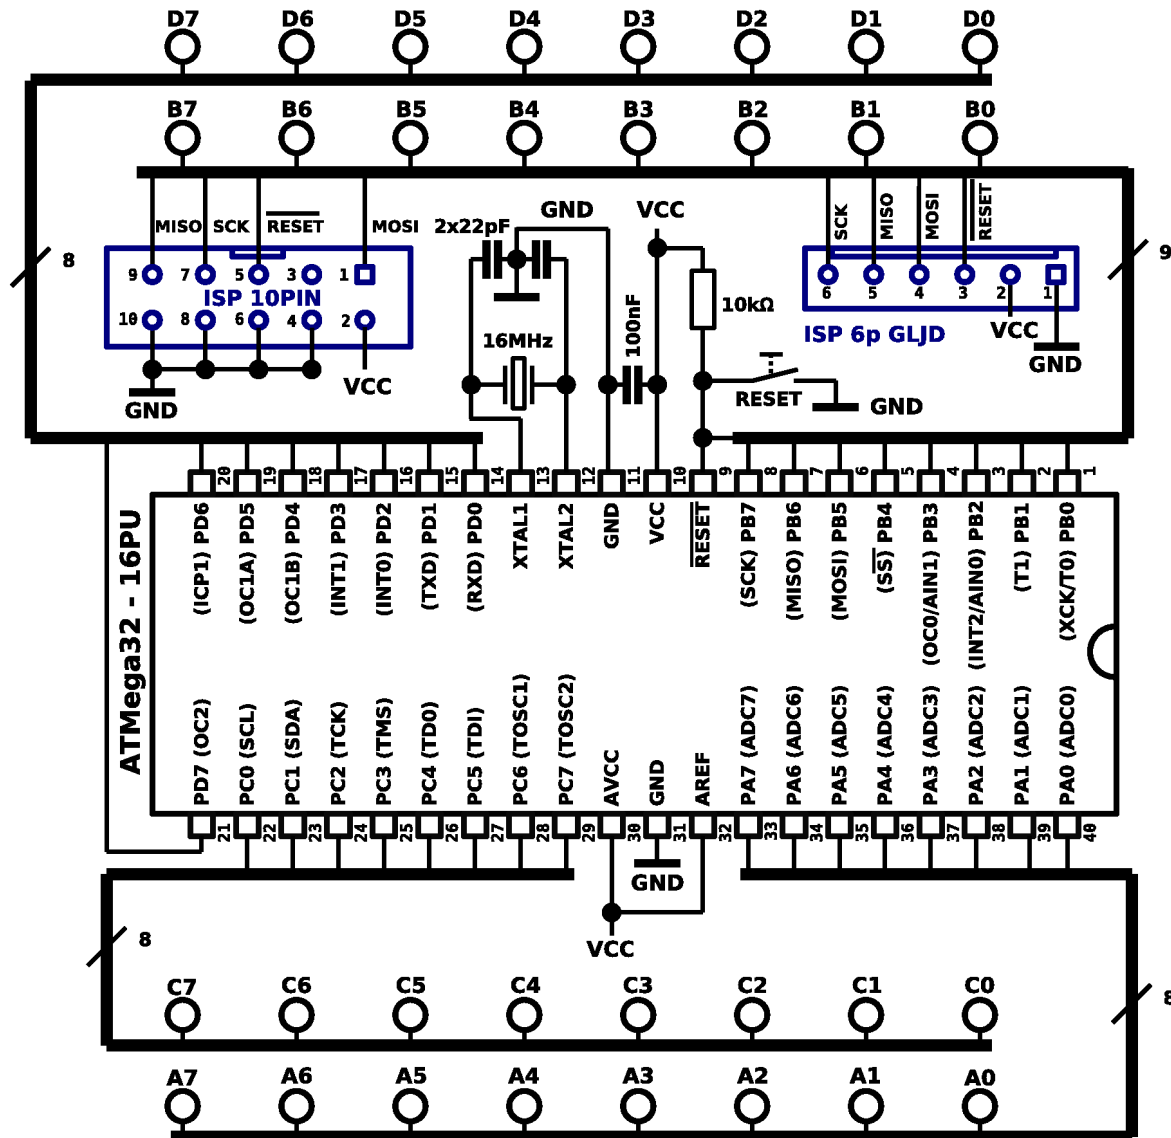 D7 D6 D5 D4 D3 D2 D1 D0
B7 B6 B5 B4 B3 B2 B1 B0
MISO SCK RESET MOSI
2x22pF GND VCC
SCK MISO MOSI RESET
8
9
9 7 5 3 1
ISP 10PIN
10 8 6 4 2
6 5 4 3 2 1
VCC
ISP 6p GLJD
GND
16MHz
100nF
10kΩ
VCC
GND
RESET
GND
20 19 18 17 16 15 14 13 12 11 10 9 8 7 6 5 4 3 2 1
(ICP1) PD6
(OC1A) PD5
(OC1B) PD4
(INT1) PD3
(INT0) PD2
(TXD) PD1
(RXD) PD0
XTAL1
XTAL2
GND
VCC
RESET
(SCK) PB7
(MISO) PB6
(MOSI) PB5
(SS) PB4
(OC0/AIN1) PB3
(INT2/AIN0) PB2
(T1) PB1
(XCK/T0) PB0
ATMega32 - 16PU
PD7 (OC2)
PC0 (SCL)
PC1 (SDA)
PC2 (TCK)
PC3 (TMS)
PC4 (TD0)
PC5 (TDI)
PC6 (TOSC1)
PC7 (TOSC2)
AVCC
GND
AREF
PA7 (ADC7)
PA6 (ADC6)
PA5 (ADC5)
PA4 (ADC4)
PA3 (ADC3)
PA2 (ADC2)
PA1 (ADC1)
PA0 (ADC0)
21 22 23 24 25 26 27 28 29 30 31 32 33 34 35 36 37 38 39 40
GND
VCC
8
8
C7 C6 C5 C4 C3 C2 C1 C0
A7 A6 A5 A4 A3 A2 A1 A0